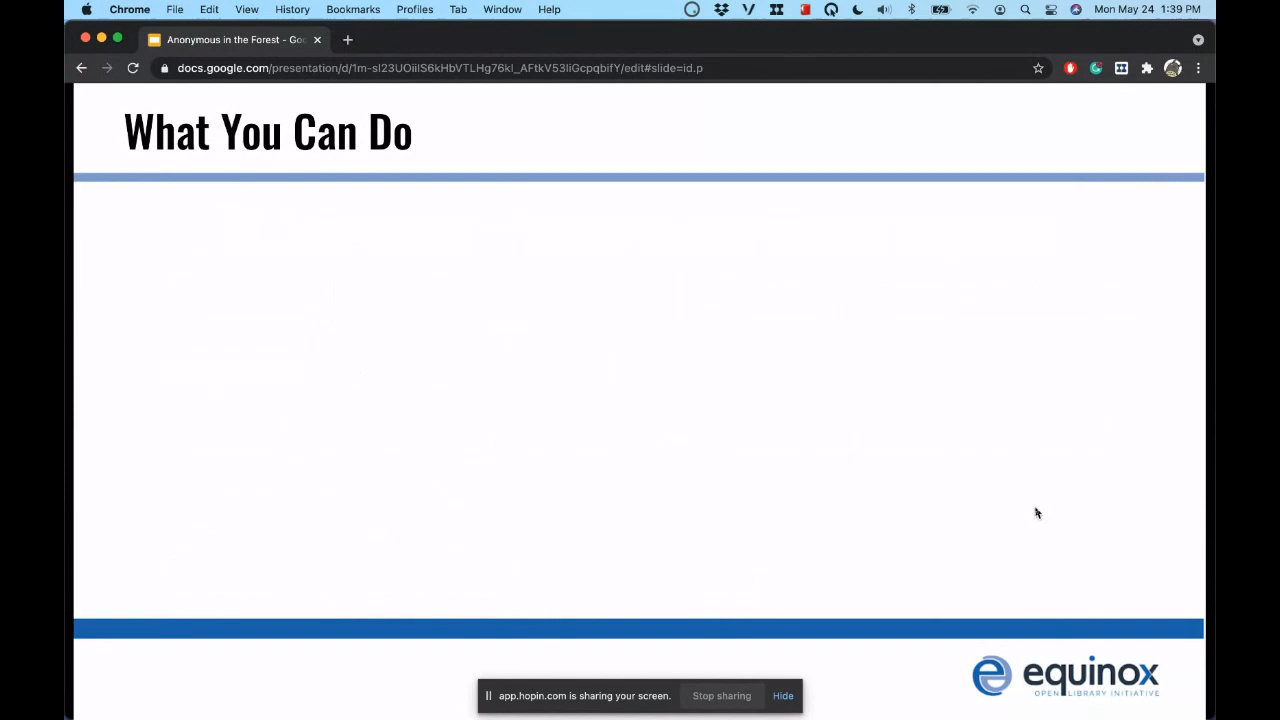 Chrome File Edit View History Bookmarks Profiles Tab Window Help Mon May 24 1:39 PM
Anonymous in the Forest - Goo
docs.google.com/presentation/d/1m-sI23UOiiIS6kHbVTLHg76kI_AFtkV53IiGcpqbifY/edit#slide=id.p
What You Can Do
equinox
OPEN LIBRARY INITIATIVE
app.hopin.com is sharing your screen. Stop sharing Hide